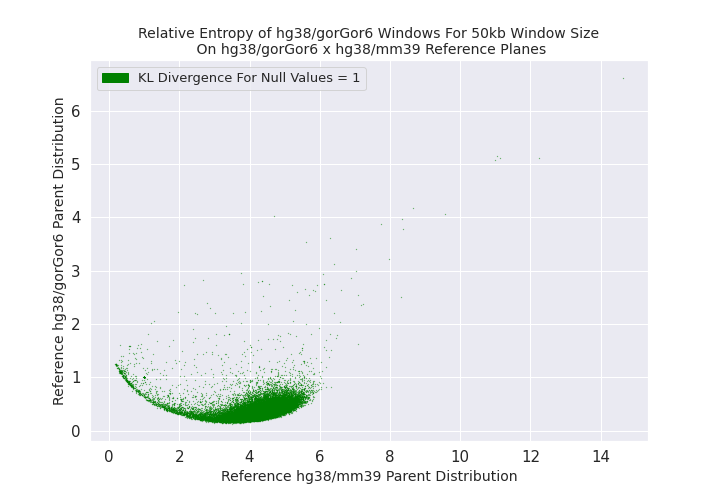 Relative Entropy of hg38/gorGor6 Windows For 50kb Window Size
On hg38/gorGor6 x hg38/mm39 Reference Planes
KL Divergence For Null Values = 1
Reference hg38/gorGor6 Parent Distribution
6
5
4
3
2
1
0
0 2 4 6 8 10 12 14
Reference hg38/mm39 Parent Distribution